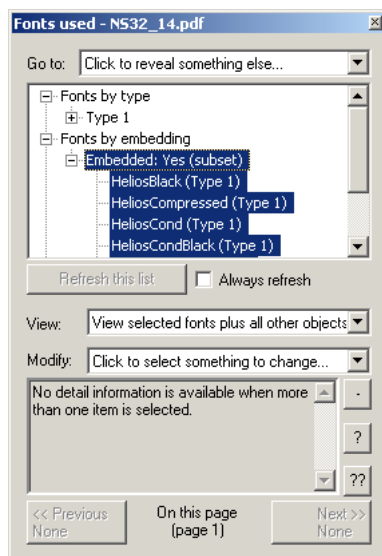 Fonts used - NS32_14.pdf
Go to: Click to reveal something else...
Fonts by type
Type 1
Fonts by embedding
Embedded: Yes (subset)
HeliosBlack (Type 1)
HeliosCompressed (Type 1)
HeliosCond (Type 1)
HeliosCondBlack (Type 1)
Refresh this list Always refresh
View: View selected fonts plus all other objects
Modify: Click to select something to change...
No detail information is available when more
than one item is selected.
-
?
??
<< Previous On this page Next >>
None (page 1) None